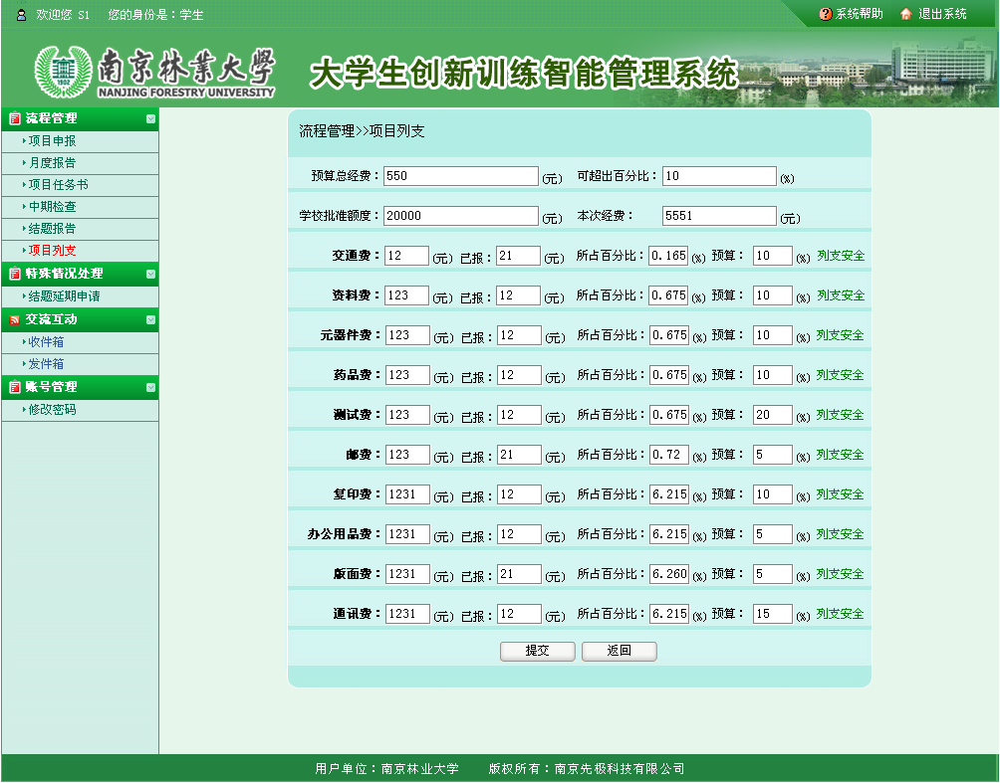 欢迎您 S1 您的身份是：学生 系统帮助 退出系统
南京林業大學
NANJING FORESTRY UNIVERSITY
1902
大学生创新训练智能管理系统
流程管理
项目申报
月度报告
项目任务书
中期检查
结题报告
项目列支
特殊情况处理
结题延期申请
交流互动
收件箱
发件箱
账号管理
修改密码
流程管理>>项目列支
预算总经费：550 (元) 可超出百分比：10 (%)
学校批准额度：20000 (元) 本次经费：5551 (元)
交通费：12 (元) 已报：21 (元) 所占百分比：0.165 (%) 预算：10 (%) 列支安全
资料费：123 (元) 已报：12 (元) 所占百分比：0.675 (%) 预算：10 (%) 列支安全
元器件费：123 (元) 已报：12 (元) 所占百分比：0.675 (%) 预算：10 (%) 列支安全
药品费：123 (元) 已报：12 (元) 所占百分比：0.675 (%) 预算：10 (%) 列支安全
测试费：123 (元) 已报：12 (元) 所占百分比：0.675 (%) 预算：20 (%) 列支安全
邮费：123 (元) 已报：21 (元) 所占百分比：0.72 (%) 预算：5 (%) 列支安全
复印费：1231 (元) 已报：12 (元) 所占百分比：6.215 (%) 预算：10 (%) 列支安全
办公用品费：1231 (元) 已报：12 (元) 所占百分比：6.215 (%) 预算：5 (%) 列支安全
版面费：1231 (元) 已报：21 (元) 所占百分比：6.260 (%) 预算：5 (%) 列支安全
通讯费：1231 (元) 已报：12 (元) 所占百分比：6.215 (%) 预算：15 (%) 列支安全
提交 返回
用户单位：南京林业大学 版权所有：南京先极科技有限公司